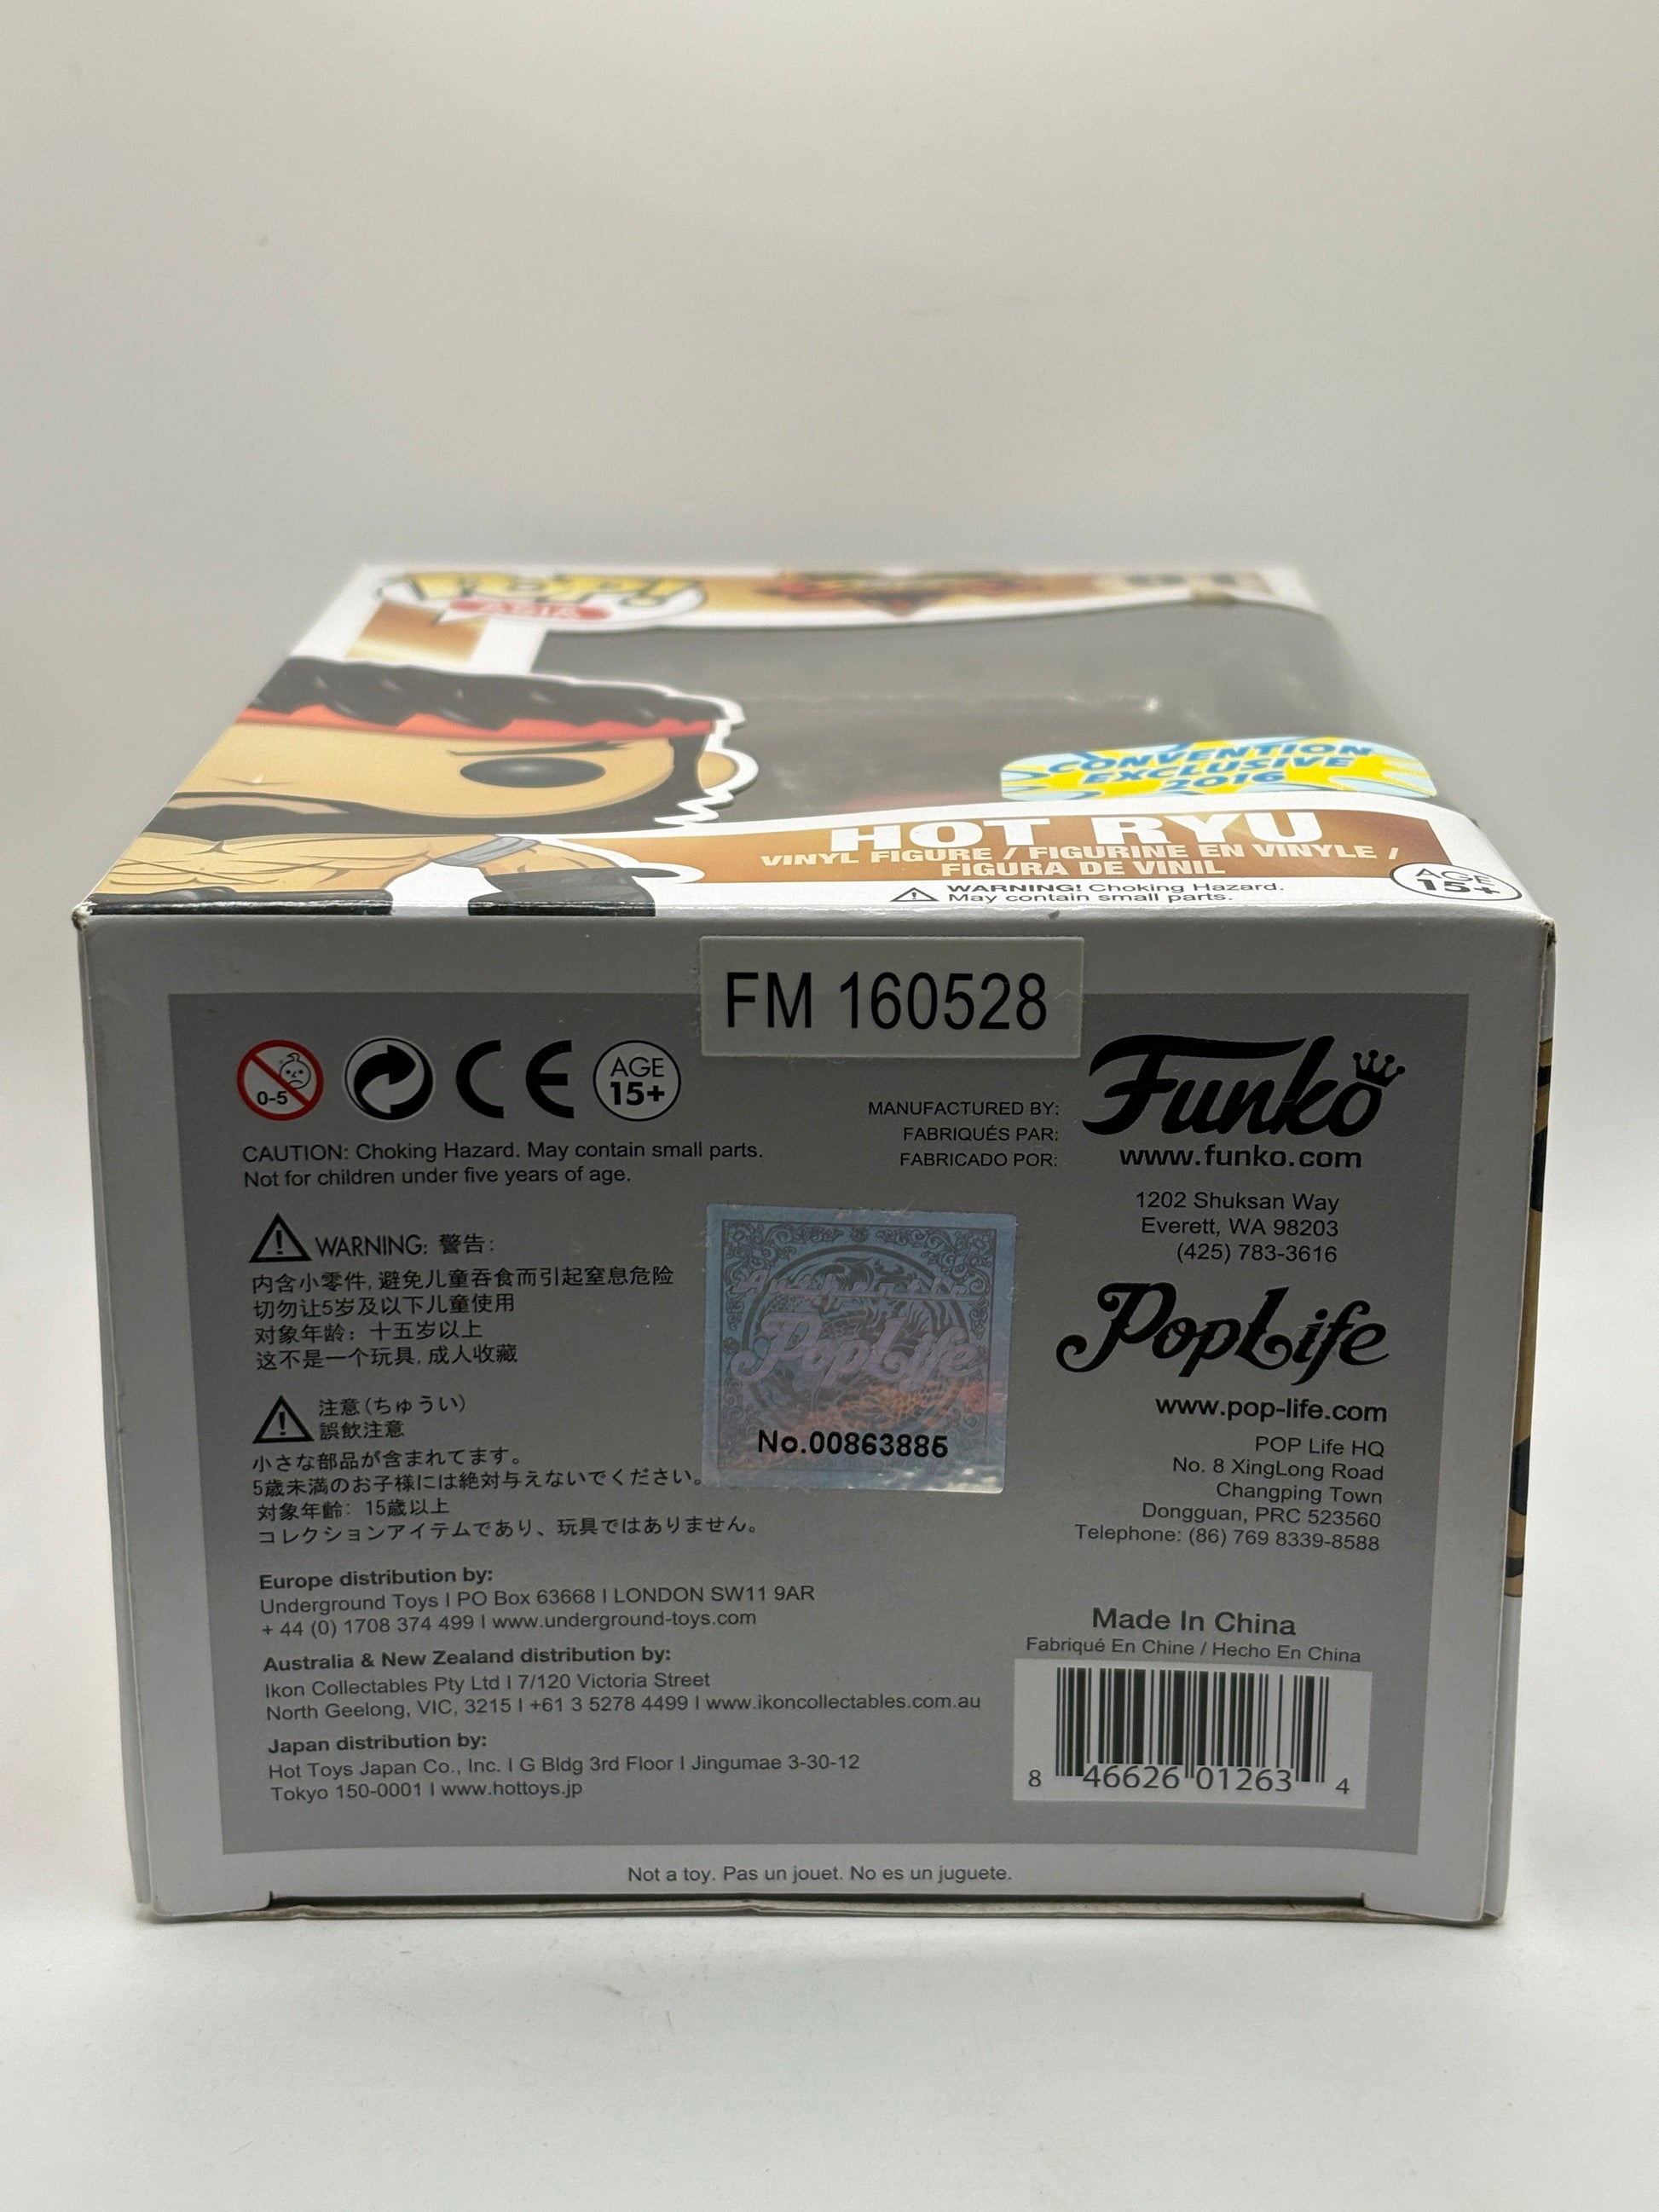 POP!
ASIA
CONVENTION
EXCLUSIVE
2016
HOT RYU
VINYL FIGURE / FIGURINE EN VINYLE /
FIGURA DE VINIL
WARNING! Choking Hazard.
May contain small parts.
AGE
15+
FM 160528
0-5
CE
AGE
15+
CAUTION: Choking Hazard. May contain small parts.
Not for children under five years of age.
MANUFACTURED BY:
FABRIQUÉS PAR:
FABRICADO POR:
Funko
www.funko.com
1202 Shuksan Way
Everett, WA 98203
(425) 783-3616
WARNING: 警告:
内含小零件,避免儿童吞食而引起窒息危险
切勿让5岁及以下儿童使用
对象年龄：十五岁以上
这不是一个玩具,成人收藏
注意(ちゅうい)
誤飲注意
小さな部品が含まれてます。
5歳未満のお子様には絶対与えないでください。
対象年齢: 15歳以上
コレクションアイテムであり、玩具ではありません。
PopLife
No.00863886
PopLife
www.pop-life.com
POP Life HQ
No. 8 XingLong Road
Changping Town
Dongguan, PRC 523560
Telephone: (86) 769 8339-8588
Europe distribution by:
Underground Toys I PO Box 63668 I LONDON SW11 9AR
+ 44 (0) 1708 374 499 I www.underground-toys.com
Australia & New Zealand distribution by:
Ikon Collectables Pty Ltd I 7/120 Victoria Street
North Geelong, VIC, 3215 I +61 3 5278 4499 I www.ikoncollectables.com.au
Japan distribution by:
Hot Toys Japan Co., Inc. I G Bldg 3rd Floor I Jingumae 3-30-12
Tokyo 150-0001 I www.hottoys.jp
Made In China
Fabriqué En Chine / Hecho En China
8 46626 01263 4
Not a toy. Pas un jouet. No es un juguete.